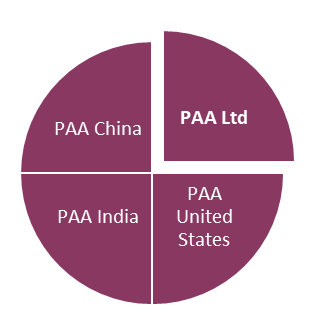 PAA China
PAA Ltd
PAA India
PAA
United
States